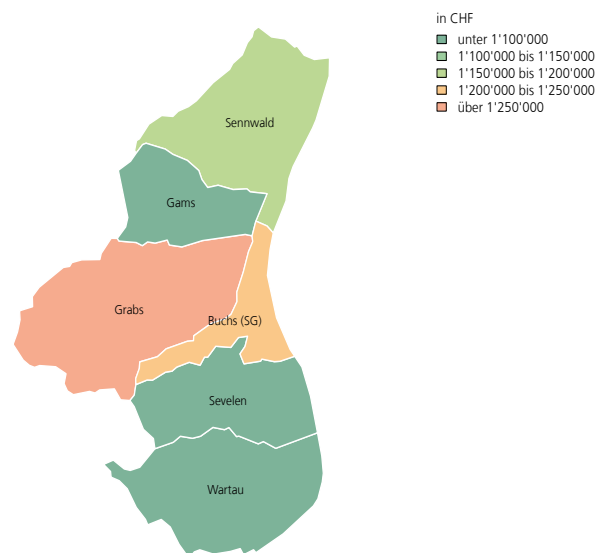 in CHF
unter 1'100'000
1'100'000 bis 1'150'000
1'150'000 bis 1'200'000
1'200'000 bis 1'250'000
über 1'250'000
Sennwald
Gams
Grabs
Buchs (SG)
Sevelen
Wartau